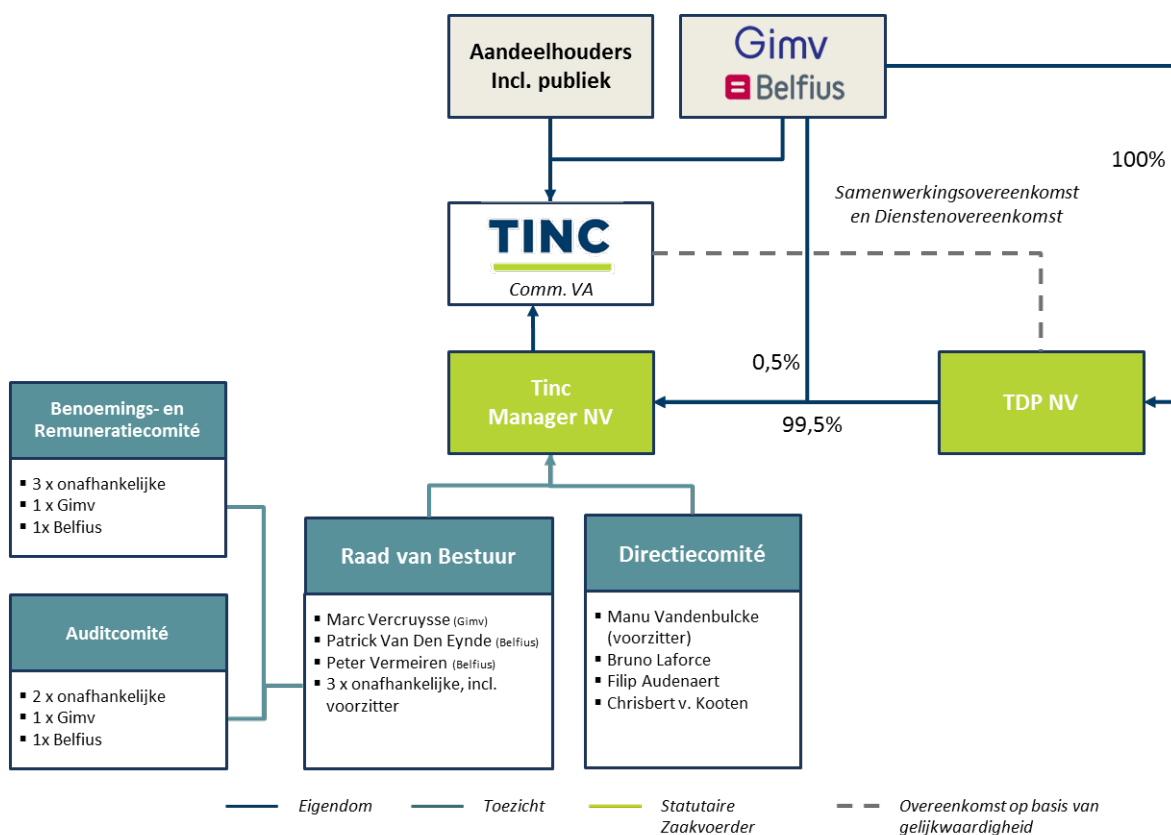 Aandeelhouders
Incl. publiek
Gimv
Belfius
100%
Samenwerkingsovereenkomst
en Dienstenovereenkomst
TINC
Comm. VA
0,5%
99,5%
Tinc
Manager NV
TDP NV
Benoemings- en
Remuneratiecomité
▪ 3 x onafhankelijke
▪ 1 x Gimv
▪ 1x Belfius
Auditcomité
▪ 2 x onafhankelijke
▪ 1 x Gimv
▪ 1x Belfius
Raad van Bestuur
▪ Marc Vercruysse (Gimv)
▪ Patrick Van Den Eynde (Belfius)
▪ Peter Vermeiren (Belfius)
▪ 3 x onafhankelijke, incl.
voorzitter
Directiecomité
▪ Manu Vandenbulcke
(voorzitter)
▪ Bruno Laforce
▪ Filip Audenaert
▪ Chrisbert v. Kooten
Eigendom
Toezicht
Statutaire
Zaakvoerder
Overeenkomst op basis van
gelijkwaardigheid